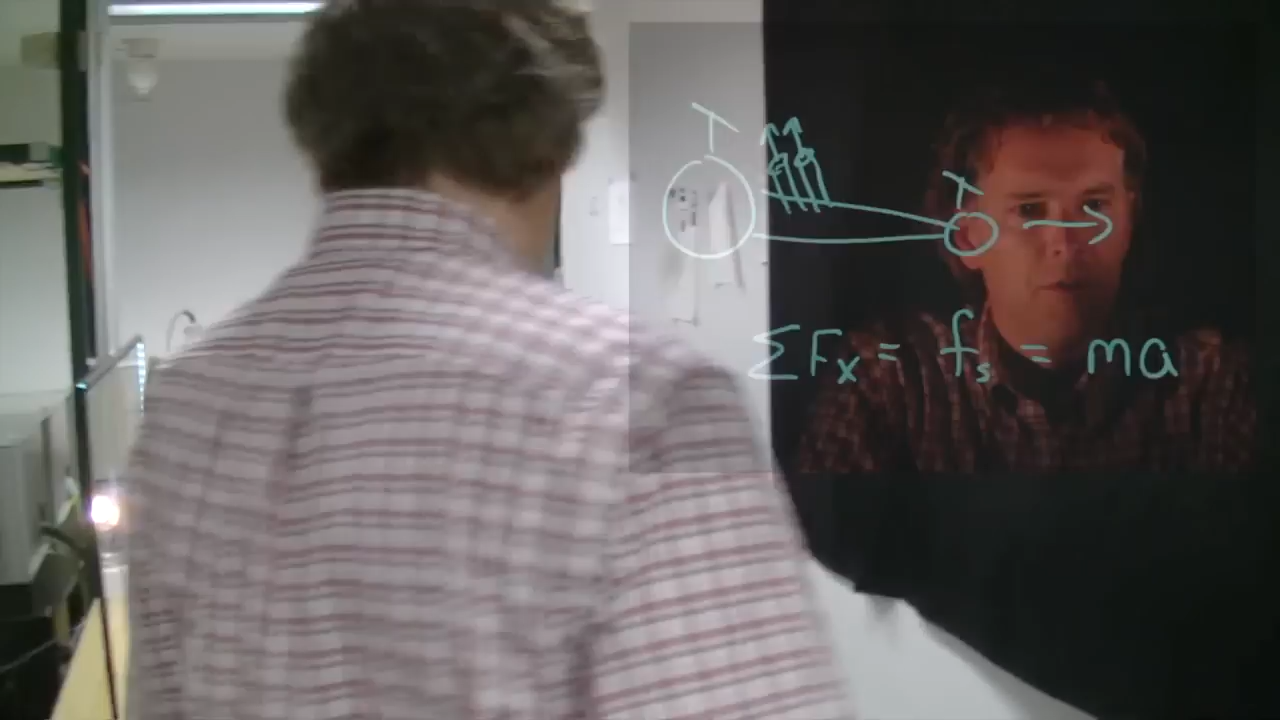 T
T
ΣFx = fs = ma